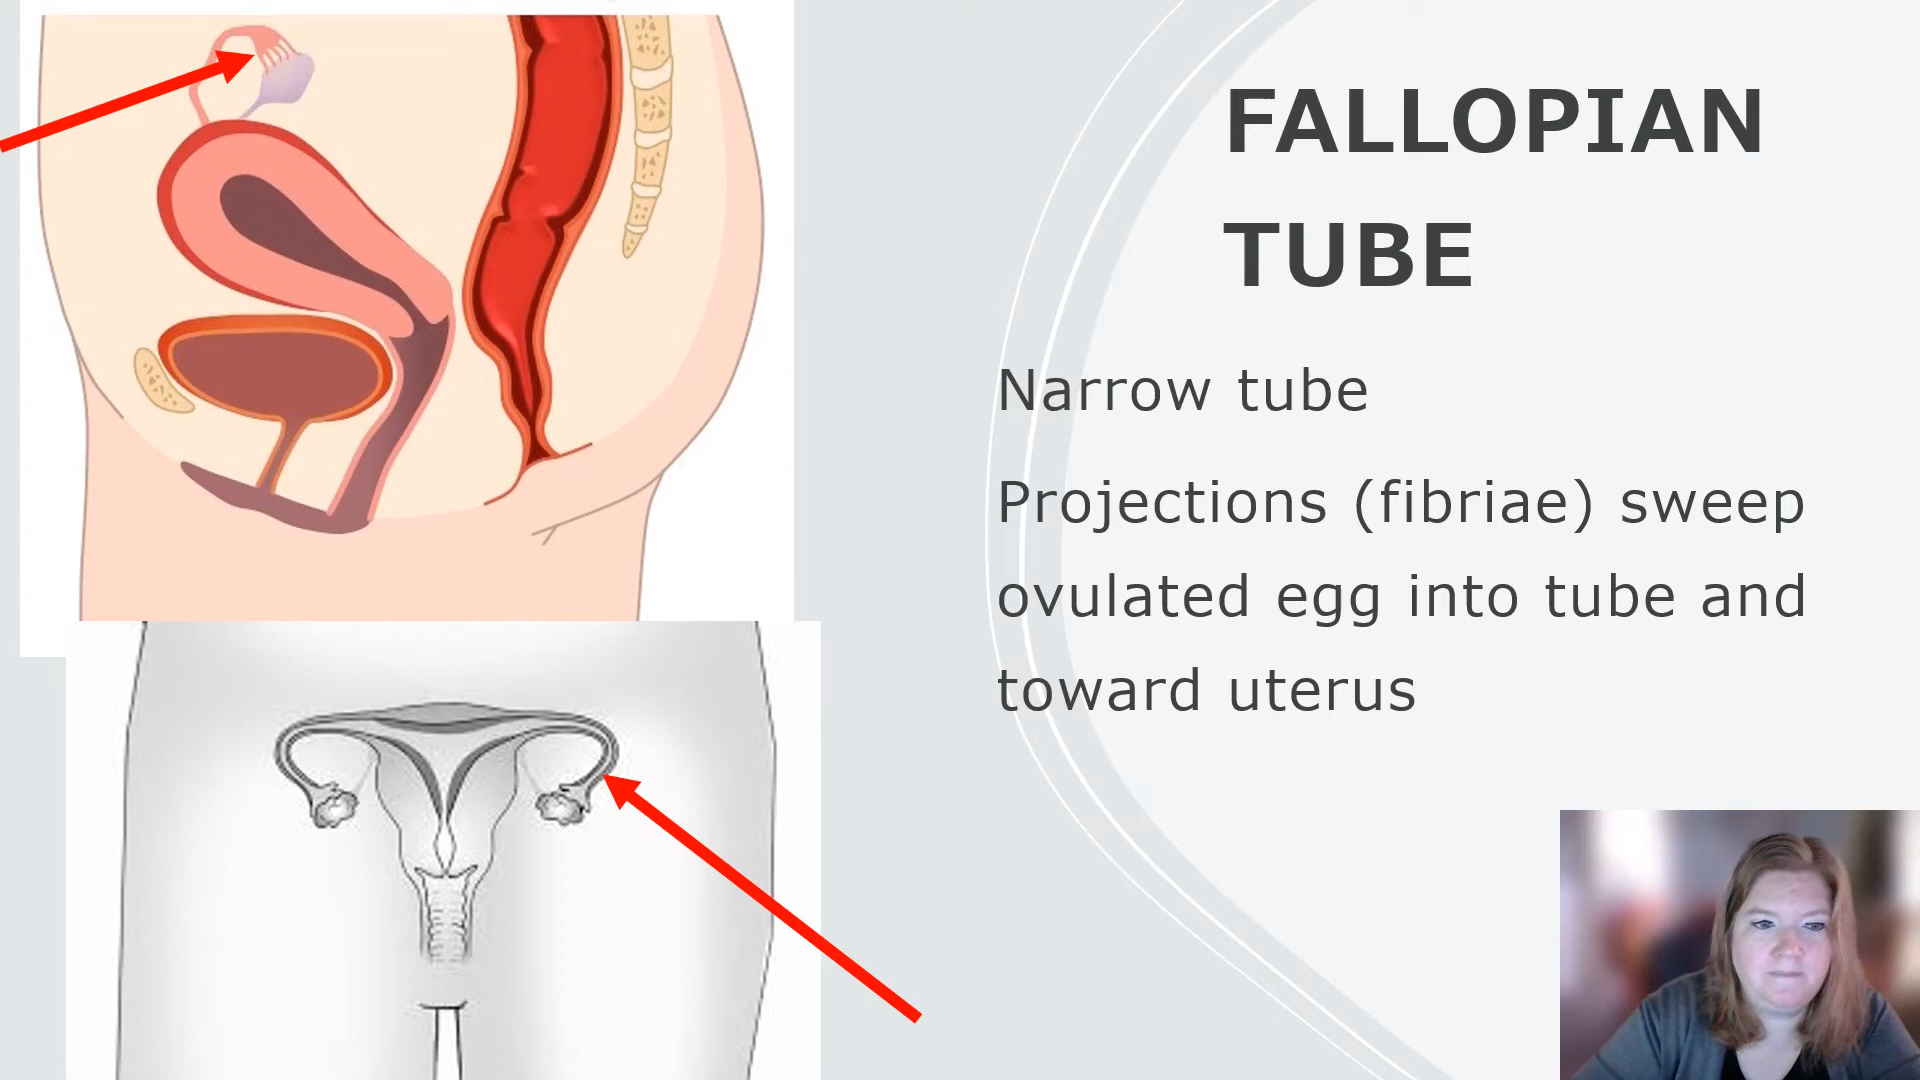 FALLOPIAN
TUBE
Narrow tube
Projections (fibriae) sweep
ovulated egg into tube and
toward uterus